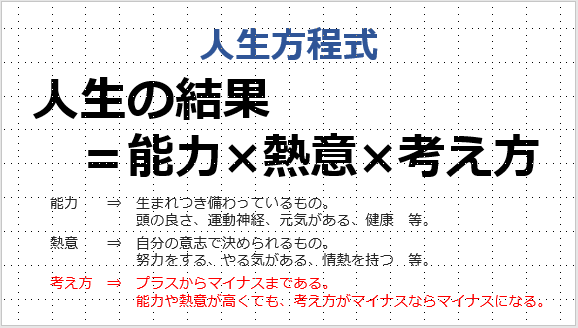 人生方程式
人生の結果
＝能力×熱意×考え方
能力　⇒　生まれつき備わっているもの。
頭の良さ、運動神経、元気がある、健康　等。
熱意　⇒　自分の意志で決められるもの。
努力をする、やる気がある、情熱を持つ　等。
考え方　⇒　プラスからマイナスまである。
能力や熱意が高くても、考え方がマイナスならマイナスになる。